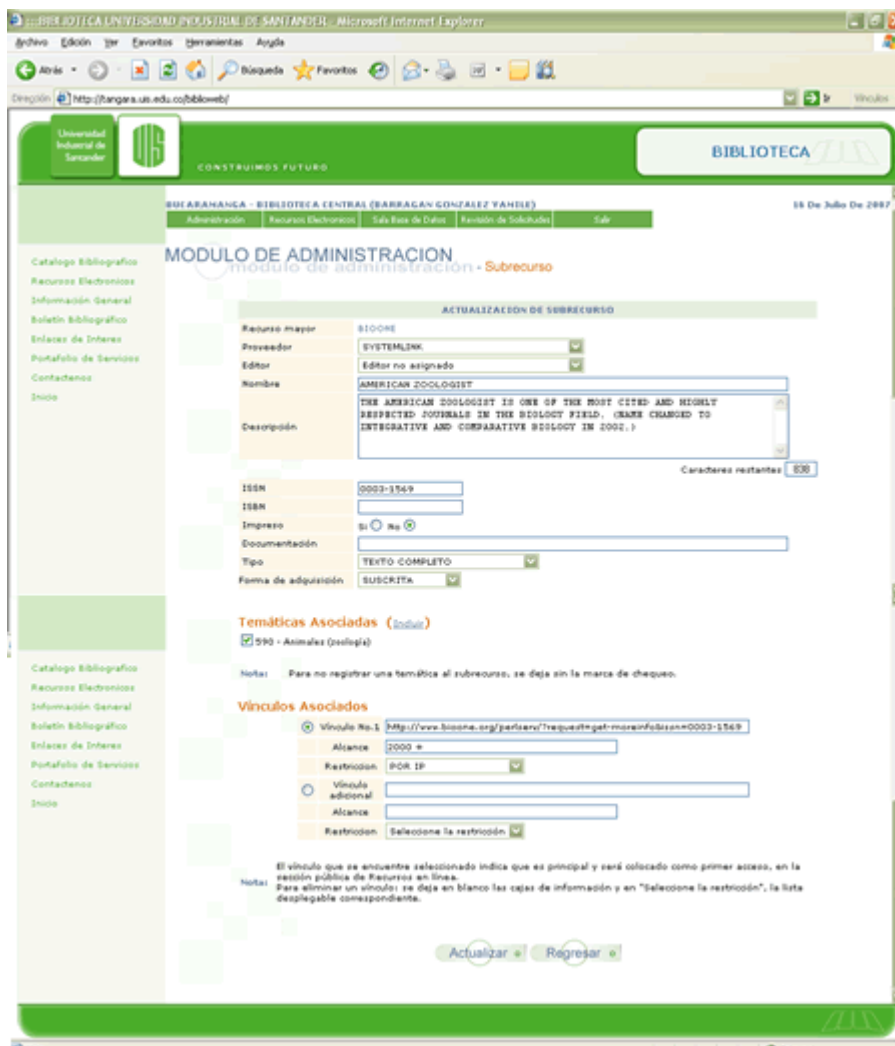 :::BIBLIOTECA UNIVERSIDAD INDUSTRIAL DE SANTANDER - Microsoft Internet Explorer
Archivo Edición Ver Favoritos Herramientas Ayuda
Atrás Búsqueda Favoritos
Dirección http://tangara.uis.edu.co/biblioweb/ Ir Vínculos
Universidad
Industrial de
Santander
UIS
CONSTRUIMOS FUTURO
BIBLIOTECA
BUCARAMANGA - BIBLIOTECA CENTRAL (BARRAGAN GONZALEZ YANILE) 16 De Julio De 2007
Administración Recursos Electronicos Sala Base de Datos Revisión de Solicitudes Salir
MODULO DE ADMINISTRACION
modulo de administración - Subrecurso
Catalogo Bibliografico
Recursos Electronicos
Información General
Boletín Bibliográfico
Enlaces de Interes
Portafolio de Servicios
Contactenos
Inicio
ACTUALIZACION DE SUBRECURSO
Recurso mayor BIOONE
Proveedor SYSTEMLINK
Editor Editor no asignado
Nombre AMERICAN ZOOLOGIST
Descripción THE AMERICAN ZOOLOGIST IS ONE OF THE MOST CITED AND HIGHLY
RESPECTED JOURNALS IN THE BIOLOGY FIELD. (NAME CHANGED TO
INTEGRATIVE AND COMPARATIVE BIOLOGY IN 2002.)
Caracteres restantes 838
ISSN 0003-1569
ISBN
Impreso Si No
Documentación
Tipo TEXTO COMPLETO
Forma de adquisición SUSCRITA
Temáticas Asociadas (Incluir)
590 - Animales (zoología)
Nota: Para no registrar una temática al subrecurso, se deja sin la marca de chequeo.
Catalogo Bibliografico
Recursos Electronicos
Información General
Boletín Bibliográfico
Enlaces de Interes
Portafolio de Servicios
Contactenos
Inicio
Vínculos Asociados
Vínculo No.1 http://www.bioone.org/perlserv/?request=get-moreinfo&issn=0003-1569
Alcance 2000 +
Restriccion POR IP
Vínculo
adicional
Alcance
Restriccion Seleccione la restricción
Nota: El vínculo que se encuentre seleccionado indica que es principal y será colocado como primer acceso, en la
sección pública de Recursos en línea.
Para eliminar un vínculo: se deja en blanco las cajas de información y en "Seleccione la restricción", la lista
desplegable correspondiente.
Actualizar Regresar